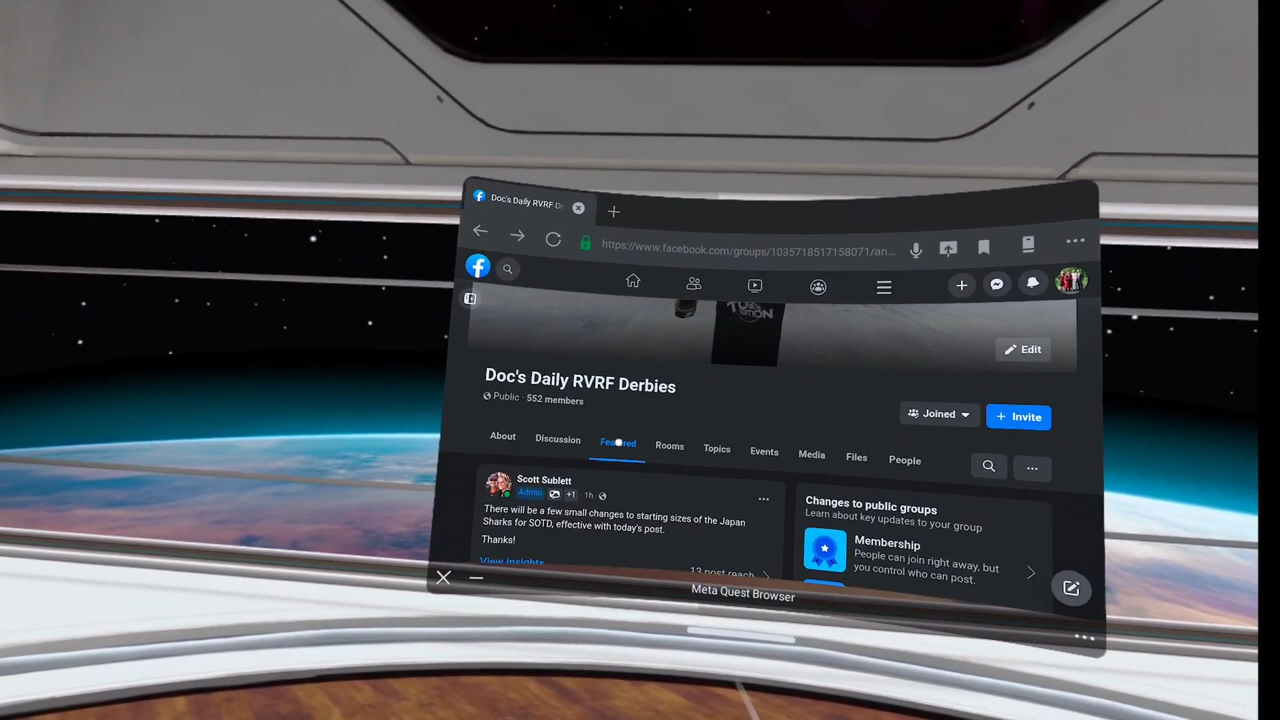 Doc's Daily RVRF De
https://www.facebook.com/groups/1035718517158071/an...
Edit
Doc's Daily RVRF Derbies
Public · 552 members
Joined
+ Invite
About
Discussion
Featured
Rooms
Topics
Events
Media
Files
People
Scott Sublett
Admin +1 · 1h ·
There will be a few small changes to starting sizes of the Japan
Sharks for SOTD, effective with today's post.
Thanks!
View insights
13 post reach
Changes to public groups
Learn about key updates to your group
Membership
People can join right away, but
you control who can post.
Meta Quest Browser